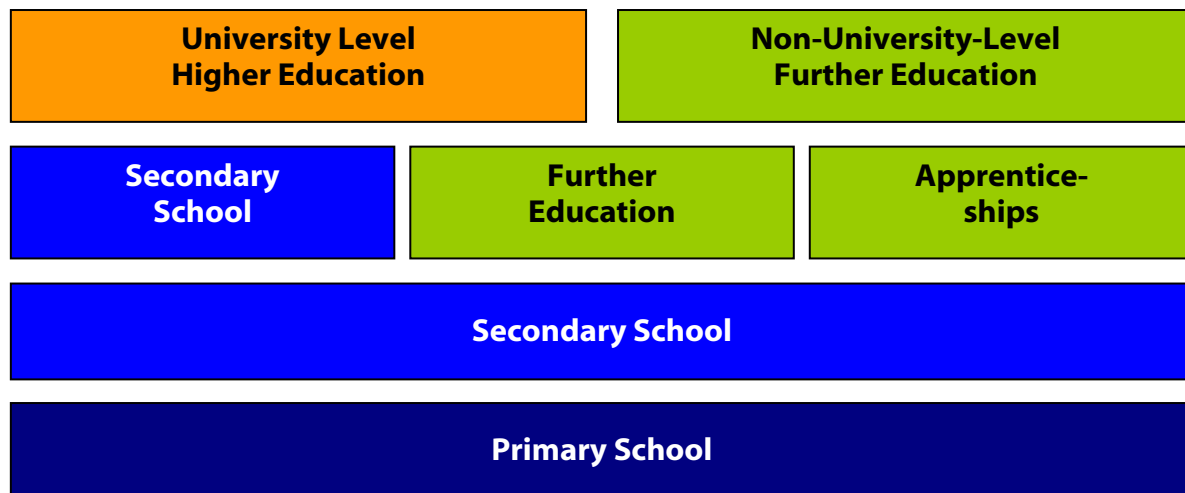 University Level
Higher Education
Non-University-Level
Further Education
Secondary
School
Further
Education
Apprentice-
ships
Secondary School
Primary School